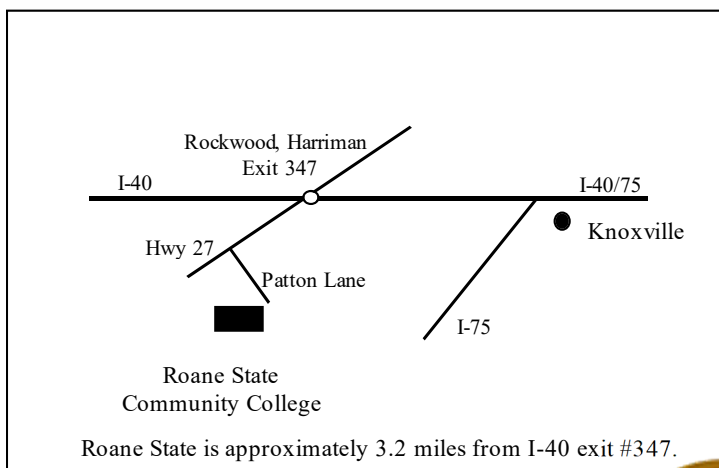 Rockwood, Harriman
Exit 347
I-40
I-40/75
Knoxville
Hwy 27
Patton Lane
I-75
Roane State
Community College
Roane State is approximately 3.2 miles from I-40 exit #347.